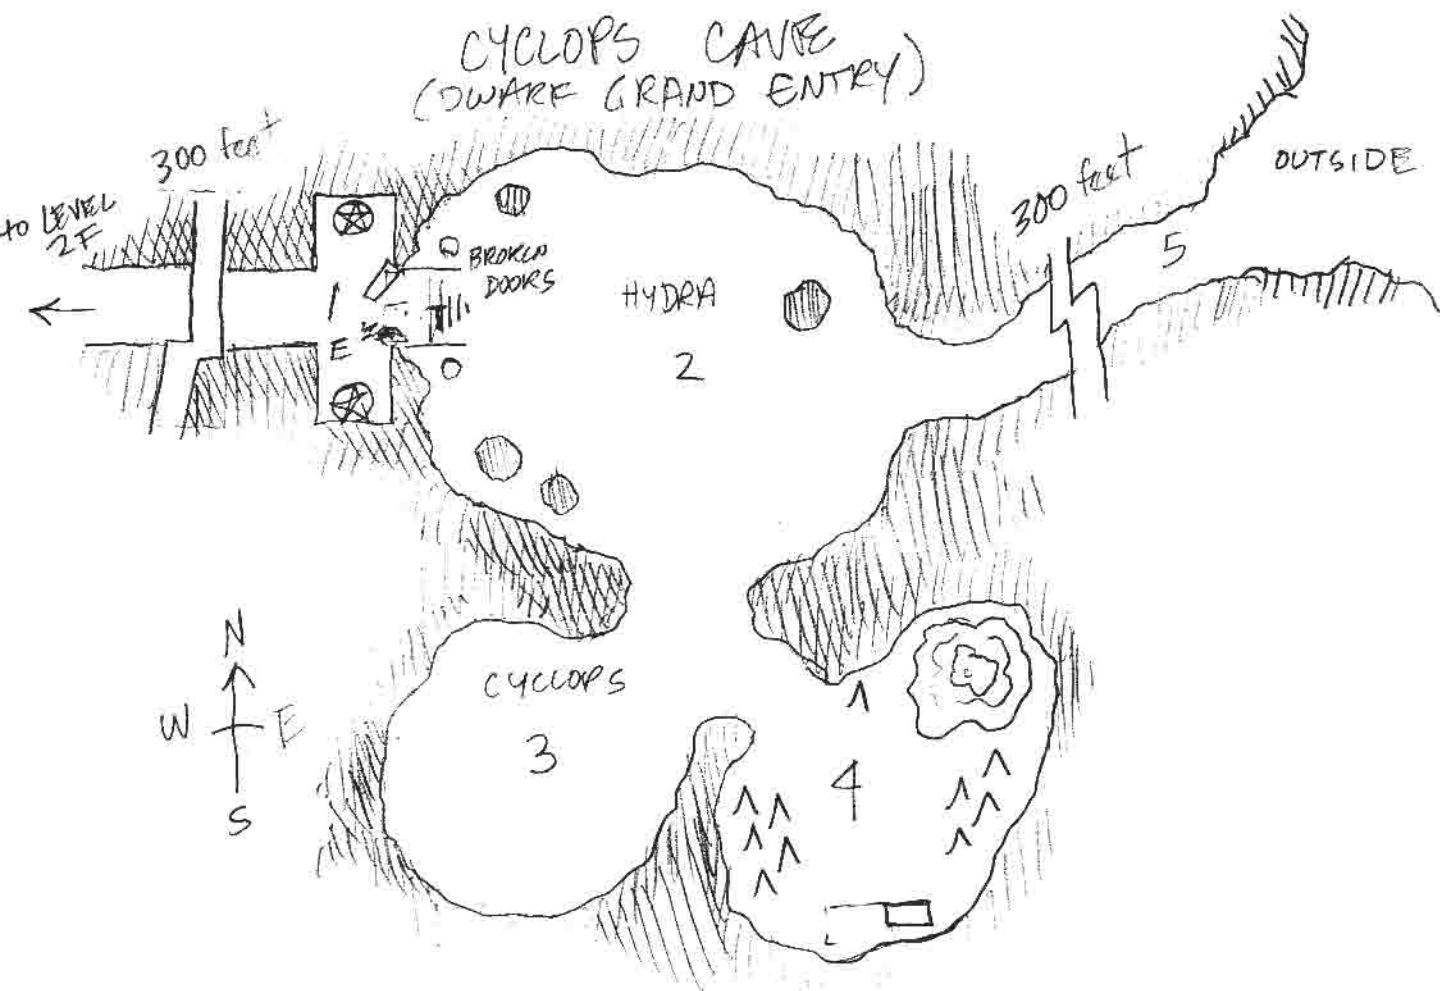 CYCLOPS CAVE
(DWARF GRAND ENTRY)
300 feet
TO LEVEL
2F
BROKEN
DOORS
HYDRA
2
300 feet
OUTSIDE
5
1
E
CYCLOPS
3
4
N
W E
S